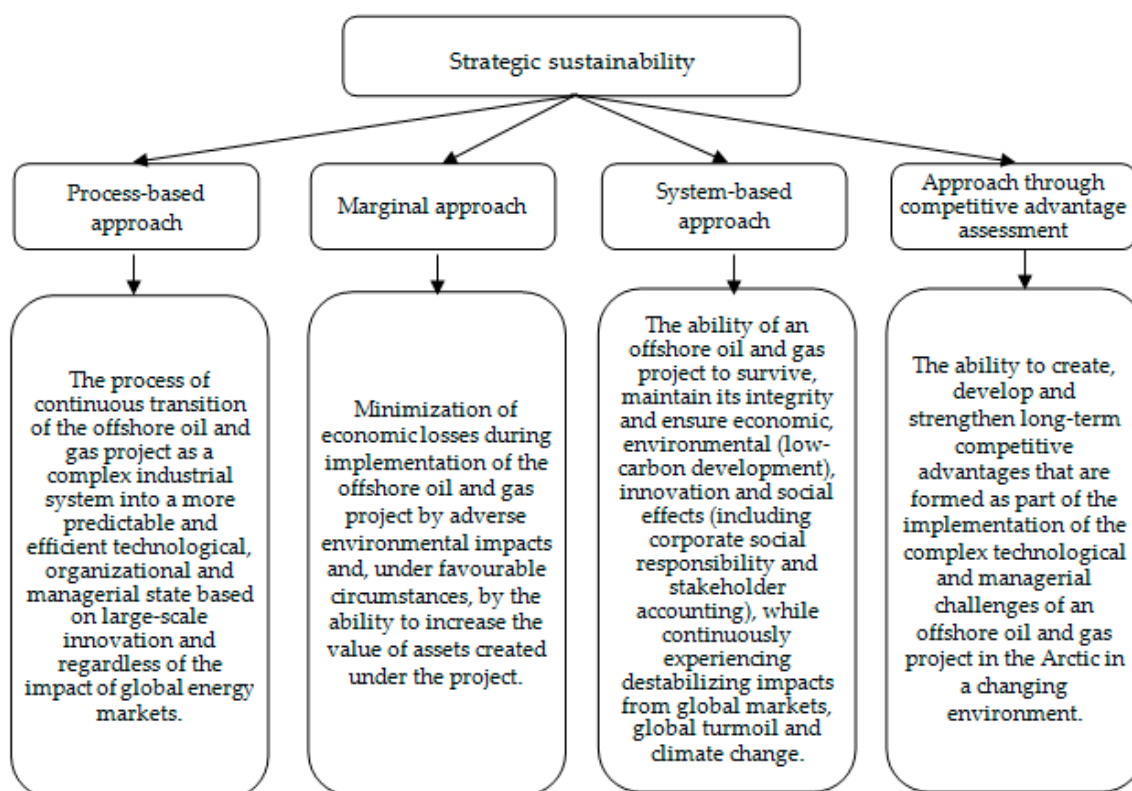 Strategic sustainability
Process-based
approach
Marginal approach
System-based
approach
Approach through
competitive advantage
assessment
The process of
continuous transition
of the offshore oil and
gas project as a
complex industrial
system into a more
predictable and
efficient technological,
organizational and
managerial state based
on large-scale
innovation and
regardless of the
impact of global energy
markets.
Minimization of
economic losses during
implementation of the
offshore oil and gas
project by adverse
environmental impacts
and, under favourable
circumstances, by the
ability to increase the
value of assets created
under the project.
The ability of an
offshore oil and gas
project to survive,
maintain its integrity
and ensure economic,
environmental (low-
carbon development),
innovation and social
effects (including
corporate social
responsibility and
stakeholder
accounting), while
continuously
experiencing
destabilizing impacts
from global markets,
global turmoil and
climate change.
The ability to create,
develop and
strengthen long-term
competitive
advantages that are
formed as part of the
implementation of the
complex technological
and managerial
challenges of an
offshore oil and gas
project in the Arctic in
a changing
environment.